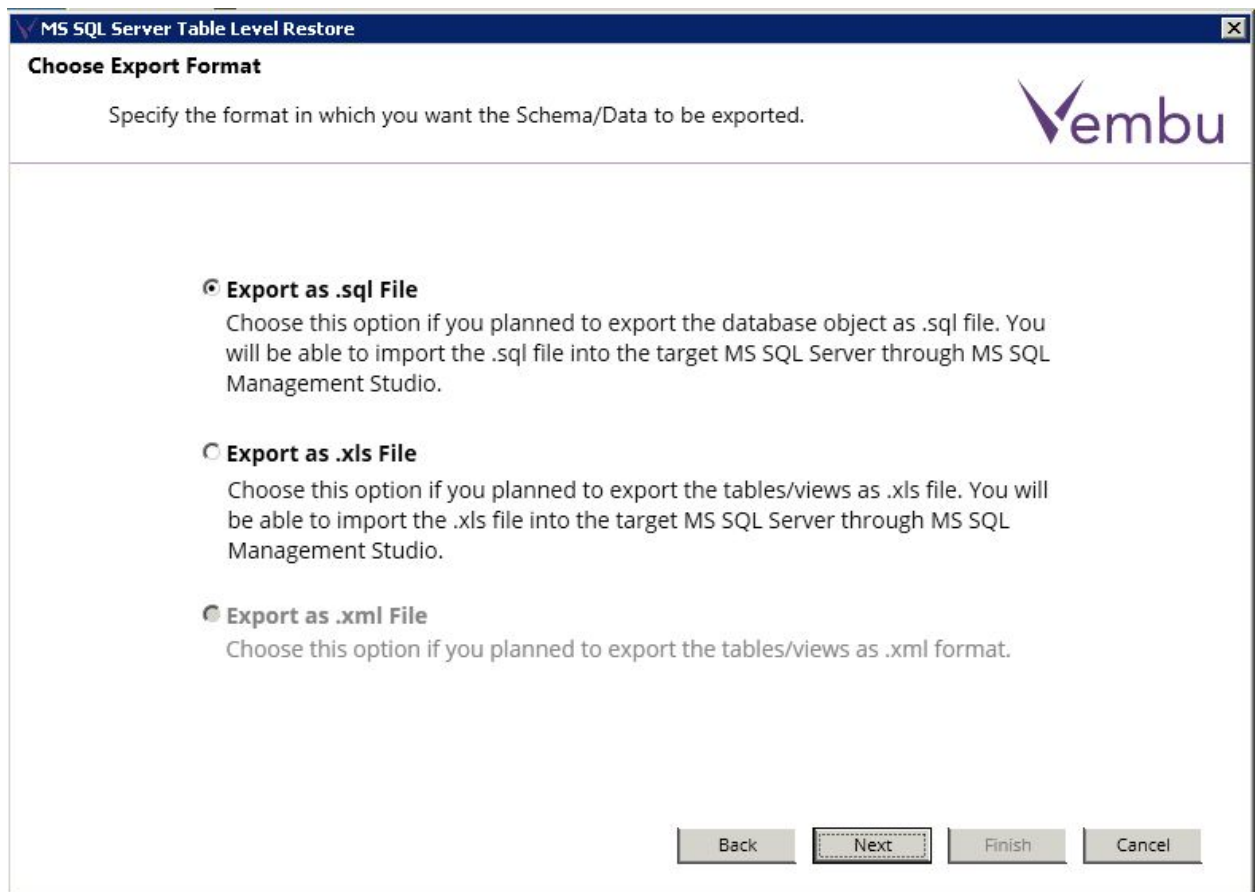 MS SQL Server Table Level Restore
Choose Export Format
Specify the format in which you want the Schema/Data to be exported.
Vembu
Export as .sql File
Choose this option if you planned to export the database object as .sql file. You
will be able to import the .sql file into the target MS SQL Server through MS SQL
Management Studio.
Export as .xls File
Choose this option if you planned to export the tables/views as .xls file. You will
be able to import the .xls file into the target MS SQL Server through MS SQL
Management Studio.
Export as .xml File
Choose this option if you planned to export the tables/views as .xml format.
Back Next Finish Cancel